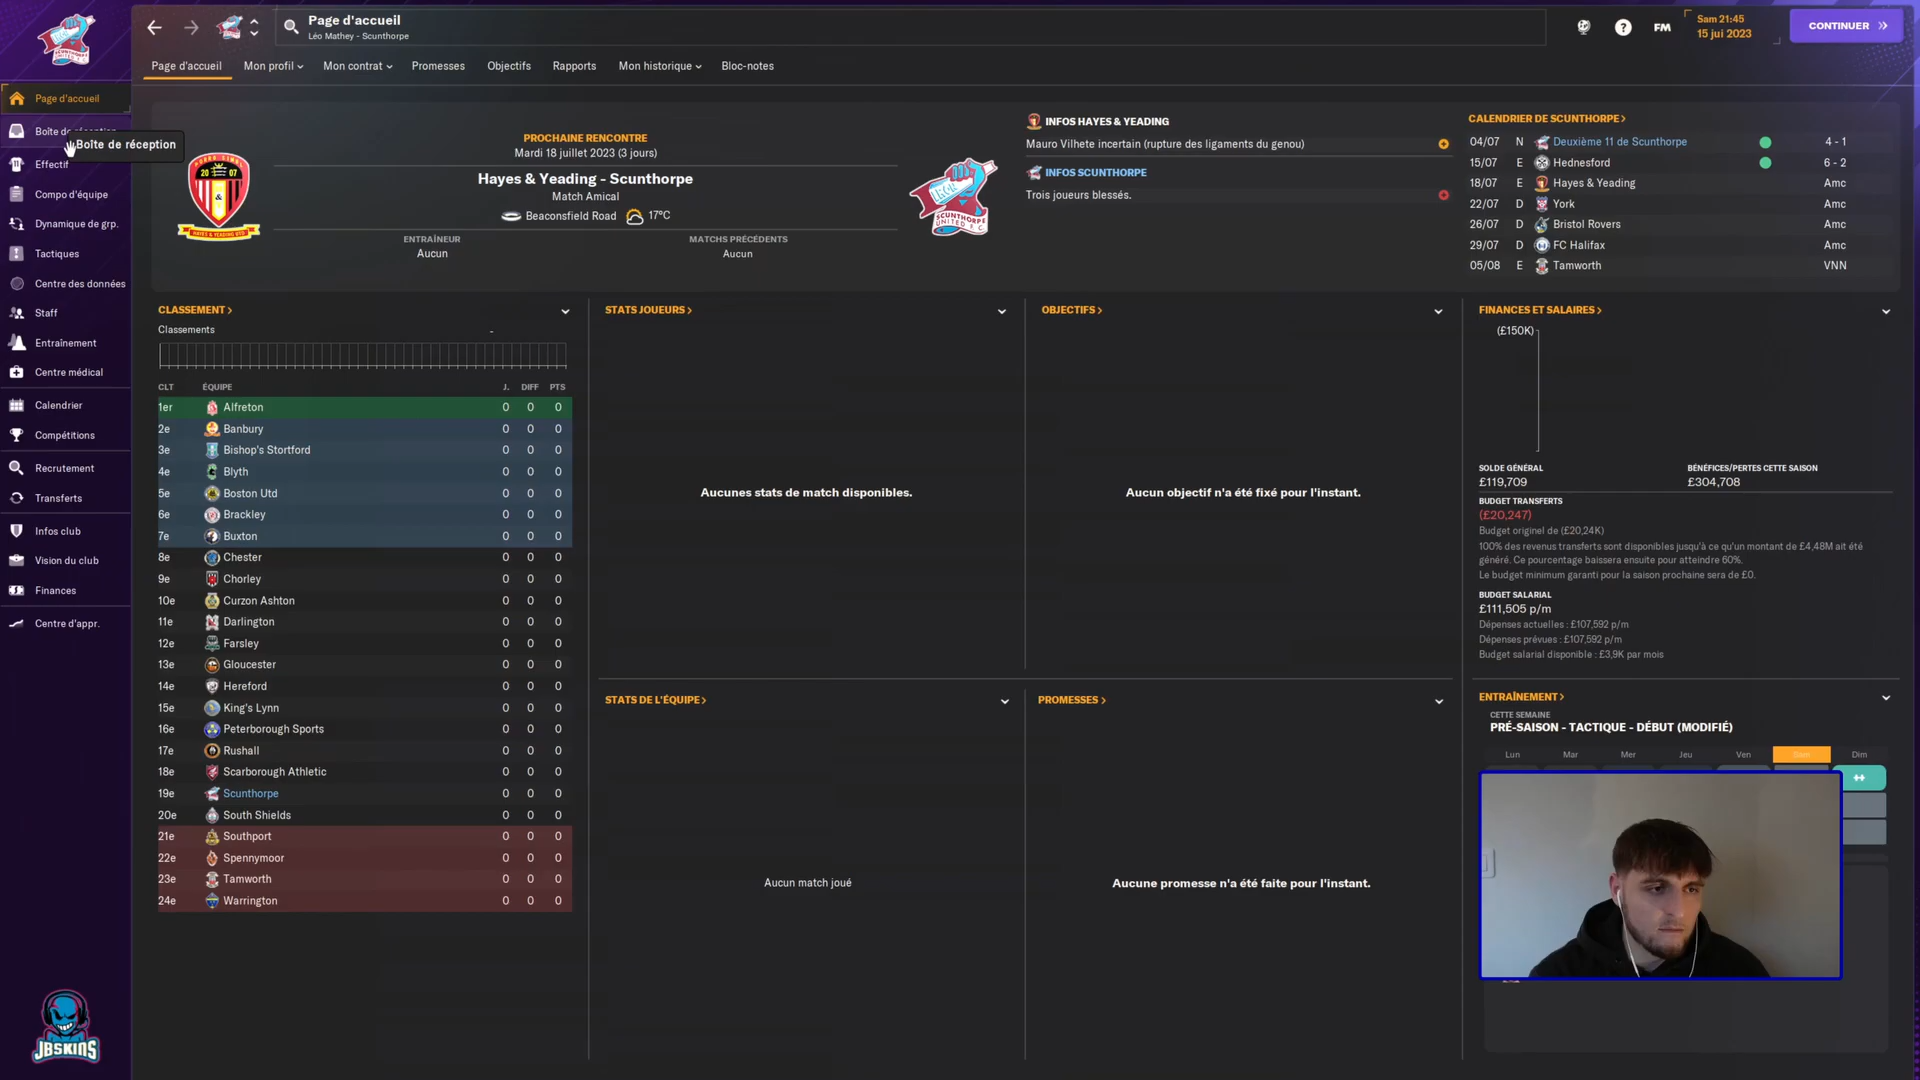 Page d'accueil
Léo Mathey - Scunthorpe
FM
Sam 21:45
15 jui 2023
CONTINUER
Page d'accueil
Mon profil
Mon contrat
Promesses
Objectifs
Rapports
Mon historique
Bloc-notes
Page d'accueil
Boîte de réception
Boîte de réception
Effectif
Compo d'équipe
Dynamique de grp.
Tactiques
Centre des données
Staff
Entraînement
Centre médical
Calendrier
Compétitions
Recrutement
Transferts
Infos club
Vision du club
Finances
Centre d'appr.
JBSKINS
PROCHAINE RENCONTRE
Mardi 18 juillet 2023 (3 jours)
Hayes & Yeading - Scunthorpe
Match Amical
Beaconsfield Road 17°C
ENTRAÎNEUR
Aucun
MATCHS PRÉCÉDENTS
Aucun
INFOS HAYES & YEADING
Mauro Vilhete incertain (rupture des ligaments du genou)
INFOS SCUNTHORPE
Trois joueurs blessés.
CALENDRIER DE SCUNTHORPE
04/07 N Deuxième 11 de Scunthorpe 4 - 1
15/07 E Hednesford 6 - 2
18/07 E Hayes & Yeading Amc
22/07 D York Amc
26/07 D Bristol Rovers Amc
29/07 D FC Halifax Amc
05/08 E Tamworth VNN
CLASSEMENT
Classements -
CLT ÉQUIPE J. DIFF PTS
1er Alfreton 0 0 0
2e Banbury 0 0 0
3e Bishop's Stortford 0 0 0
4e Blyth 0 0 0
5e Boston Utd 0 0 0
6e Brackley 0 0 0
7e Buxton 0 0 0
8e Chester 0 0 0
9e Chorley 0 0 0
10e Curzon Ashton 0 0 0
11e Darlington 0 0 0
12e Farsley 0 0 0
13e Gloucester 0 0 0
14e Hereford 0 0 0
15e King's Lynn 0 0 0
16e Peterborough Sports 0 0 0
17e Rushall 0 0 0
18e Scarborough Athletic 0 0 0
19e Scunthorpe 0 0 0
20e South Shields 0 0 0
21e Southport 0 0 0
22e Spennymoor 0 0 0
23e Tamworth 0 0 0
24e Warrington 0 0 0
STATS JOUEURS
Aucunes stats de match disponibles.
OBJECTIFS
Aucun objectif n'a été fixé pour l'instant.
STATS DE L'ÉQUIPE
Aucun match joué
PROMESSES
Aucune promesse n'a été faite pour l'instant.
FINANCES ET SALAIRES
(£150K)
SOLDE GÉNÉRAL
£119,709
BÉNÉFICES/PERTES CETTE SAISON
£304,708
BUDGET TRANSFERTS
(£20,247)
Budget originel de (£20,24K)
100% des revenus transferts sont disponibles jusqu'à ce qu'un montant de £4,48M ait été
généré. Ce pourcentage baissera ensuite pour atteindre 60%.
Le budget minimum garanti pour la saison prochaine sera de £0.
BUDGET SALARIAL
£111,505 p/m
Dépenses actuelles : £107,592 p/m
Dépenses prévues : £107,592 p/m
Budget salarial disponible : £3,9K par mois
ENTRAÎNEMENT
CETTE SEMAINE
PRÉ-SAISON - TACTIQUE - DÉBUT (MODIFIÉ)
Lun Mar Mer Jeu Ven Sam Dim